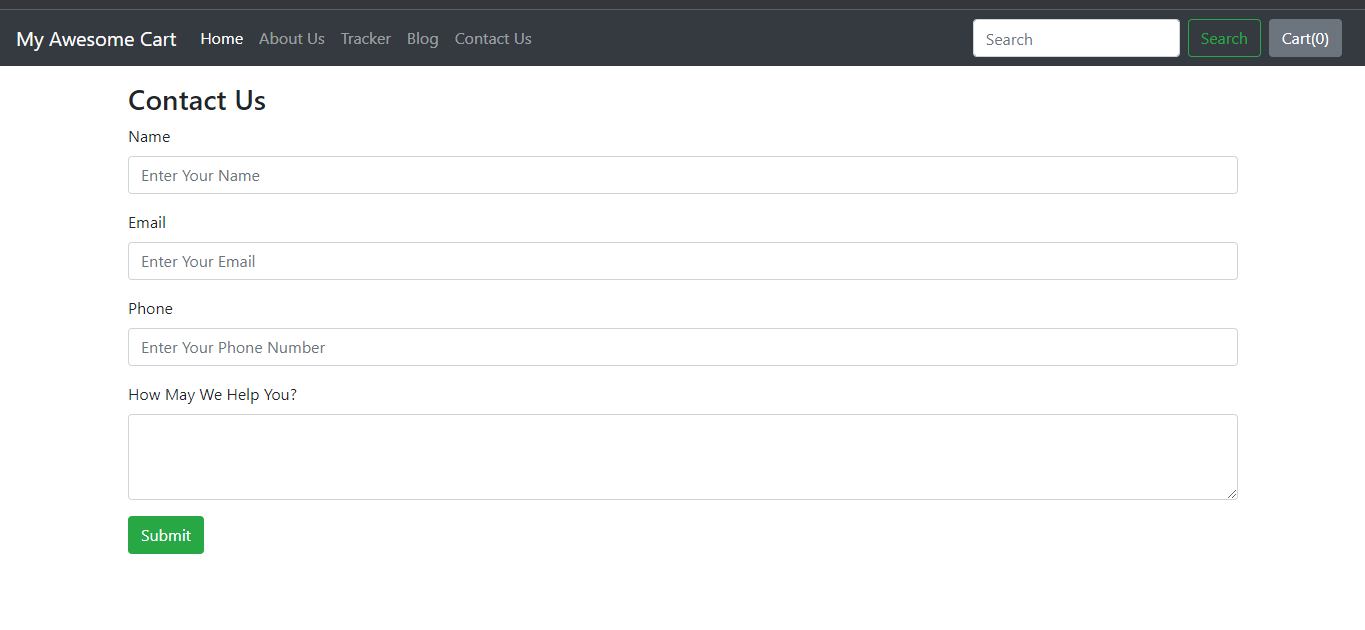 My Awesome Cart Home About Us Tracker Blog Contact Us Search Search Cart(0)
Contact Us
Name
Enter Your Name
Email
Enter Your Email
Phone
Enter Your Phone Number
How May We Help You?
Submit